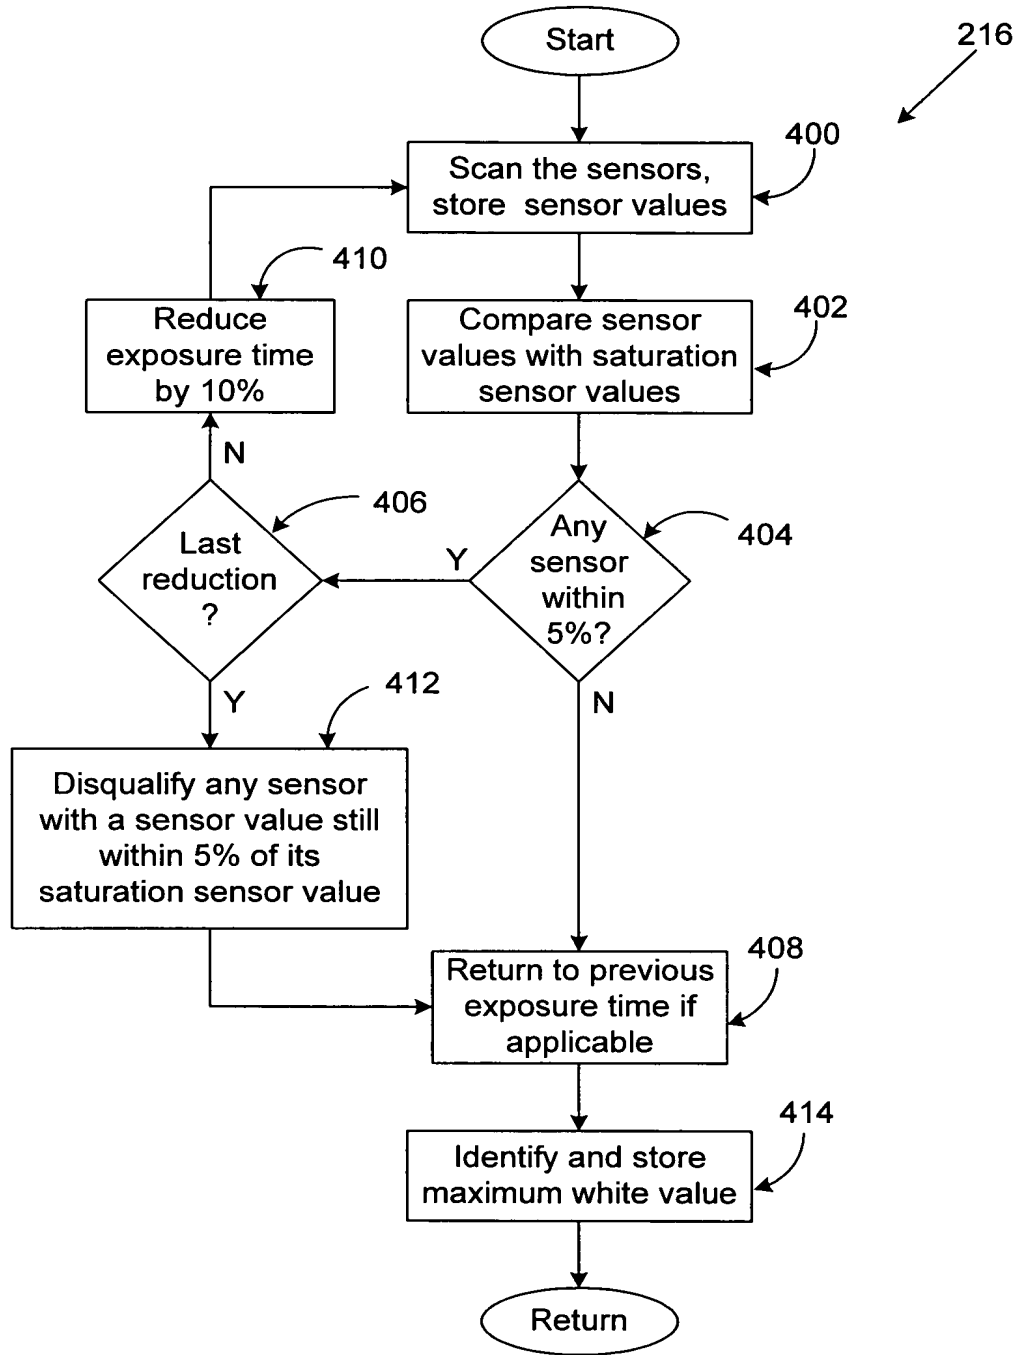 Start
216
400
Scan the sensors,
store sensor values
410
Reduce
exposure time
by 10%
402
Compare sensor
values with saturation
sensor values
N
406
Last
reduction
?
Y
404
Any
sensor
within
5%?
Y
412
N
Disqualify any sensor
with a sensor value still
within 5% of its
saturation sensor value
408
Return to previous
exposure time if
applicable
414
Identify and store
maximum white value
Return